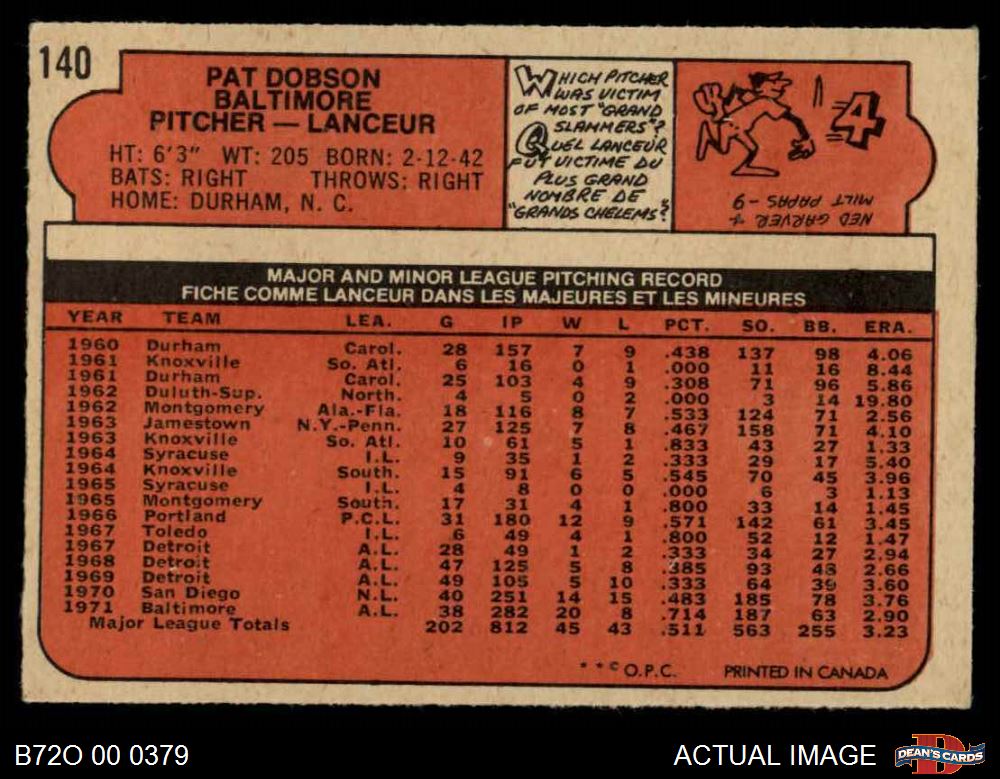 140
PAT DOBSON
BALTIMORE
PITCHER — LANCEUR
HT: 6'3" WT: 205 BORN: 2-12-42
BATS: RIGHT THROWS: RIGHT
HOME: DURHAM, N. C.
WHICH PITCHER
WAS VICTIM
OF MOST "GRAND
SLAMMERS"?
QUEL LANCEUR
FUT VICTIME DU
PLUS GRAND
NOMBRE DE
"GRANDS CHELEMS"?
4
NED GARVER &
MILT PAPPAS - 9
MAJOR AND MINOR LEAGUE PITCHING RECORD
FICHE COMME LANCEUR DANS LES MAJEURES ET LES MINEURES
YEAR TEAM LEA. G IP W L PCT. SO. BB. ERA.
1960 Durham Carol. 28 157 7 9 .438 137 98 4.06
1961 Knoxville So. Atl. 6 16 0 1 .000 11 16 8.44
1961 Durham Carol. 25 103 4 9 .308 71 96 5.86
1962 Duluth-Sup. North. 4 5 0 2 .000 3 14 19.80
1962 Montgomery Ala.-Fla. 18 116 8 7 .533 124 71 2.56
1963 Jamestown N.Y.-Penn. 27 125 7 8 .467 158 71 4.10
1963 Knoxville So. Atl. 10 61 5 1 .833 43 27 1.33
1964 Syracuse I.L. 9 35 1 2 .333 29 17 5.40
1964 Knoxville South. 15 91 6 5 .545 70 45 3.96
1965 Syracuse I.L. 4 8 0 0 .000 6 3 1.13
1965 Montgomery South. 17 31 4 1 .800 33 14 1.45
1966 Portland P.C.L. 31 180 12 9 .571 142 61 3.45
1967 Toledo I.L. 6 49 4 1 .800 52 12 1.47
1967 Detroit A.L. 28 49 1 2 .333 34 27 2.94
1968 Detroit A.L. 47 125 5 8 .385 93 48 2.66
1969 Detroit A.L. 49 105 5 10 .333 64 39 3.60
1970 San Diego N.L. 40 251 14 15 .483 185 78 3.76
1971 Baltimore A.L. 38 282 20 8 .714 187 63 2.90
Major League Totals 202 812 45 43 .511 563 255 3.23
* * © O.P.C. PRINTED IN CANADA
B72O 00 0379
ACTUAL IMAGE
DEAN'S CARDS